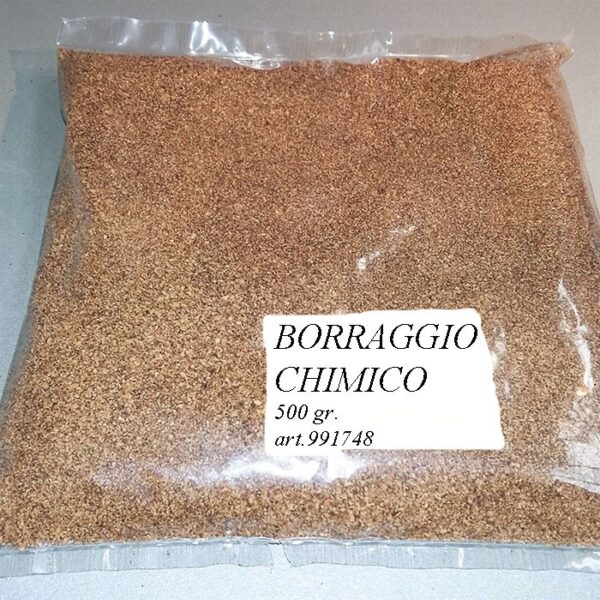 BORRAGGIO
CHIMICO
500 gr.
art.991748